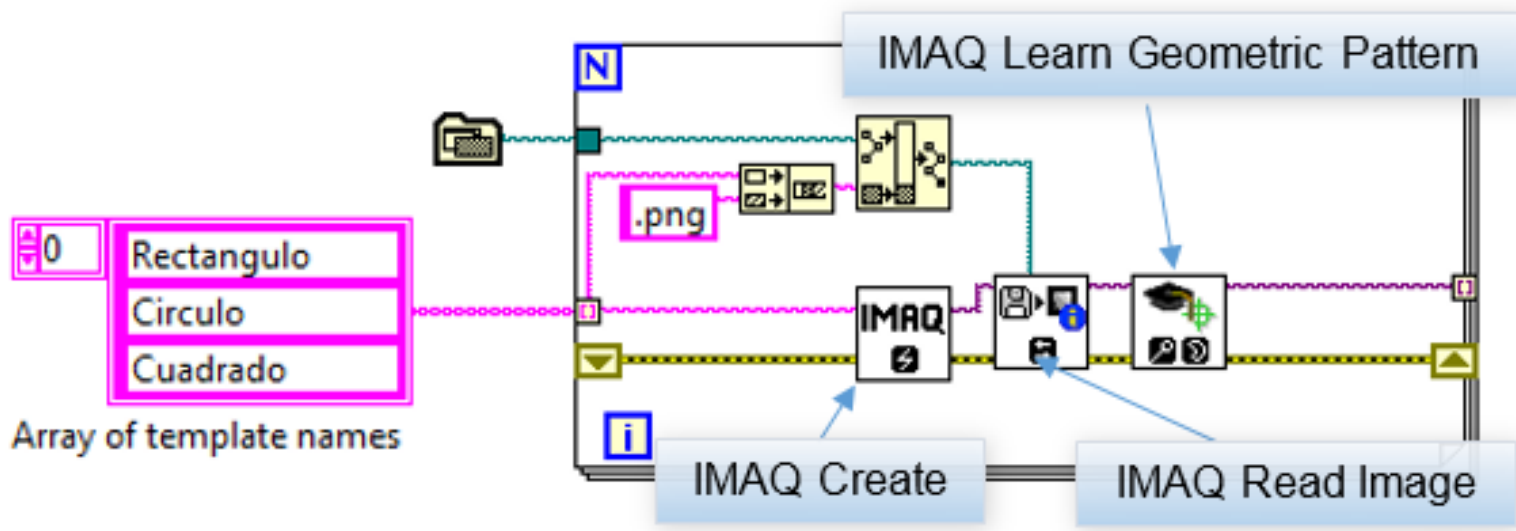 IMAQ Learn Geometric Pattern
N
.png
0
Rectangulo
Circulo
Cuadrado
Array of template names
IMAQ
i
i
IMAQ Create
IMAQ Read Image